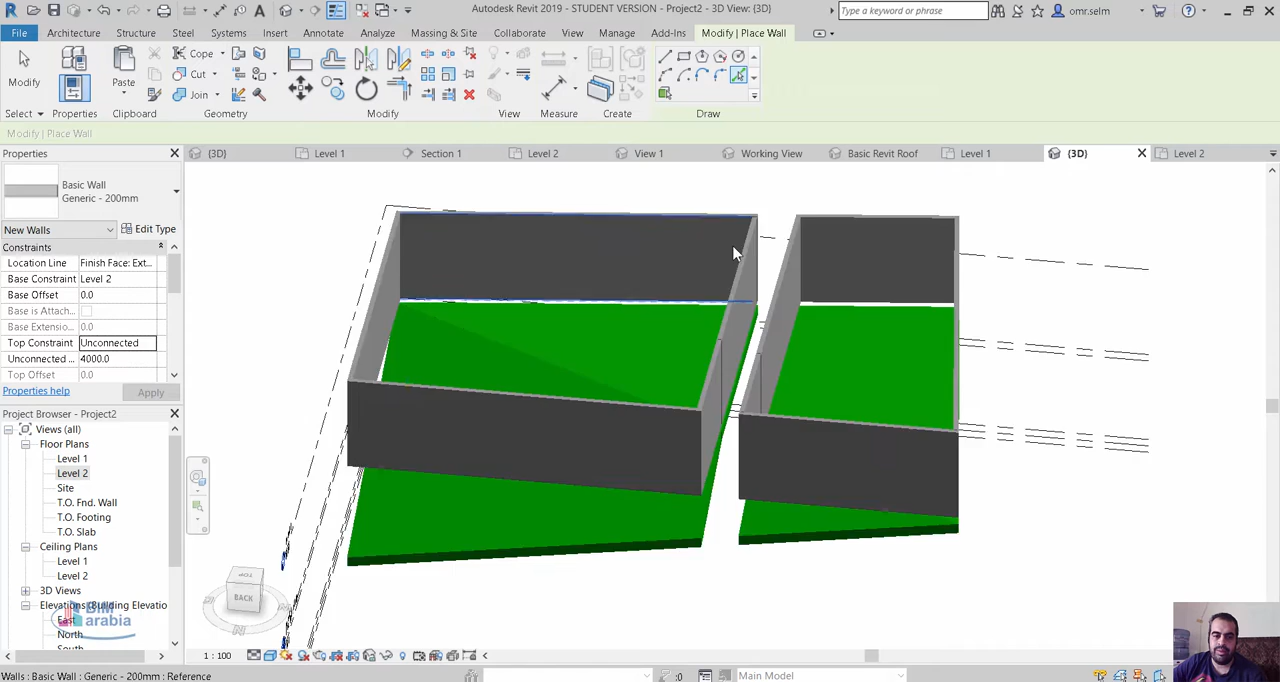 Autodesk Revit 2019 - STUDENT VERSION - Project2 - 3D View: {3D}
Type a keyword or phrase
omr.selm
File Architecture Structure Steel Systems Insert Annotate Analyze Massing & Site Collaborate View Manage Add-Ins Modify | Place Wall
Modify Paste Cope Cut Join
Select Properties Clipboard Geometry Modify View Measure Create Draw
Modify | Place Wall
Properties
{3D} Level 1 Section 1 Level 2 View 1 Working View Basic Revit Roof Level 1 {3D} Level 2
Basic Wall
Generic - 200mm
New Walls Edit Type
Constraints
Location Line Finish Face: Ext...
Base Constraint Level 2
Base Offset 0.0
Base is Attach...
Base Extensio... 0.0
Top Constraint Unconnected
Unconnected ... 4000.0
Top Offset 0.0
Properties help Apply
Project Browser - Project2
Views (all)
Floor Plans
Level 1
Level 2
Site
T.O. Fnd. Wall
T.O. Footing
T.O. Slab
Ceiling Plans
Level 1
Level 2
3D Views
Elevations (Building Elevatio
East
North
South
BIM
arabia
TOP
BACK
1 : 100
Walls : Basic Wall : Generic - 200mm : Reference
:0
Main Model